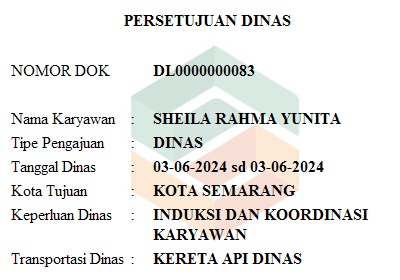 PERSETUJUAN DINAS
NOMOR DOK DL0000000083
Nama Karyawan : SHEILA RAHMA YUNITA
Tipe Pengajuan : DINAS
Tanggal Dinas : 03-06-2024 sd 03-06-2024
Kota Tujuan : KOTA SEMARANG
Keperluan Dinas : INDUKSI DAN KOORDINASI
KARYAWAN
Transportasi Dinas : KERETA API DINAS